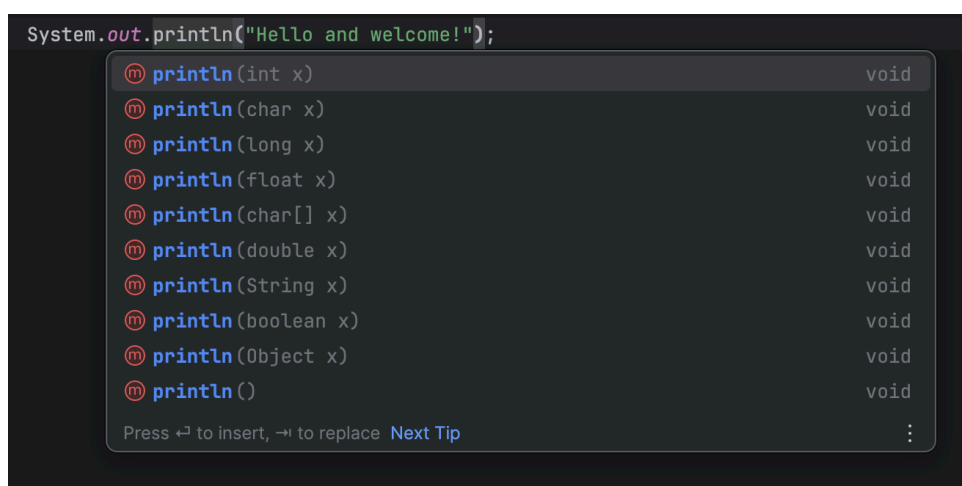 System.out.println("Hello and welcome!");
m println(int x) void
m println(char x) void
m println(long x) void
m println(float x) void
m println(char[] x) void
m println(double x) void
m println(String x) void
m println(boolean x) void
m println(Object x) void
m println() void
Press ↵ to insert, →| to replace Next Tip